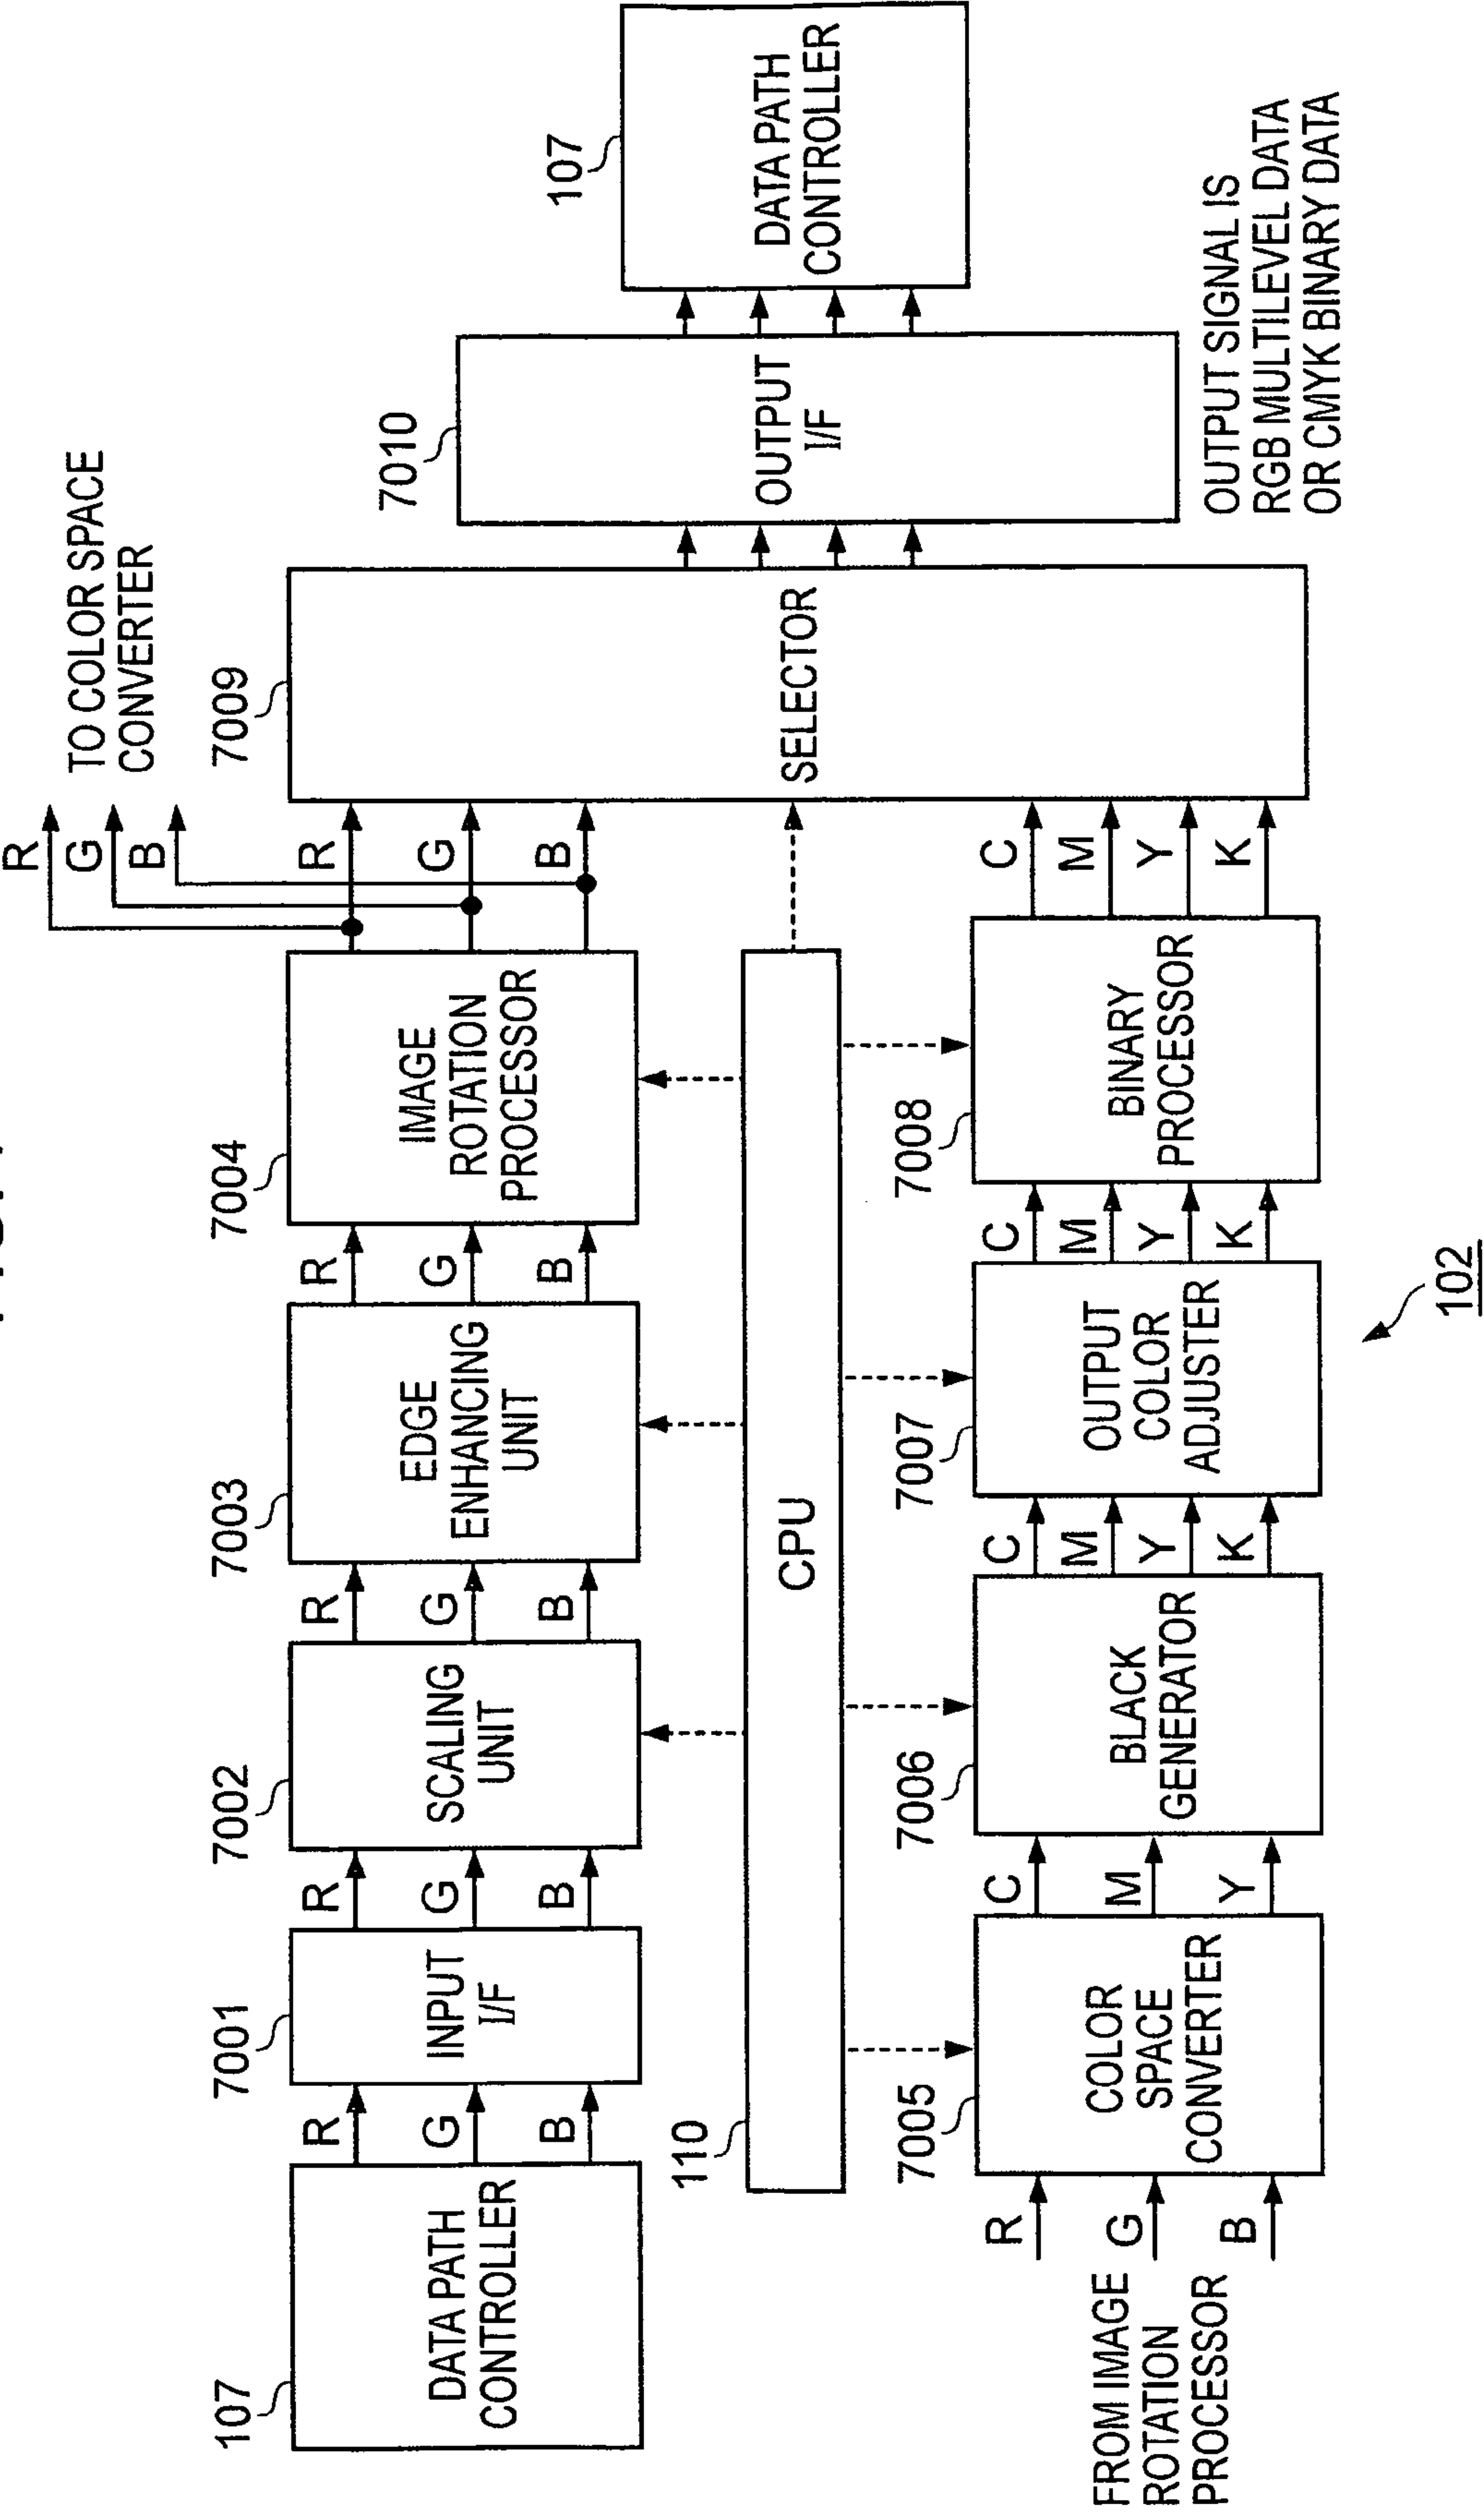 TO COLOR SPACE
CONVERTER
R
G
B
107
DATA PATH
CONTROLLER
R
G
B
7001
INPUT
I/F
R
G
B
7002
SCALING
UNIT
R
G
B
7003
EDGE
ENHANCING
UNIT
R
G
B
7004
IMAGE
ROTATION
PROCESSOR
R
G
B
7009
SELECTOR
7010
OUTPUT
I/F
107
DATA PATH
CONTROLLER
110
CPU
FROM IMAGE
ROTATION
PROCESSOR
R
G
B
7005
COLOR
SPACE
CONVERTER
C
M
Y
7006
BLACK
GENERATOR
C
M
Y
K
7007
OUTPUT
COLOR
ADJUSTER
C
M
Y
K
7008
BINARY
PROCESSOR
C
M
Y
K
OUTPUT SIGNAL IS
RGB MULTILEVEL DATA
OR CMYK BINARY DATA
102